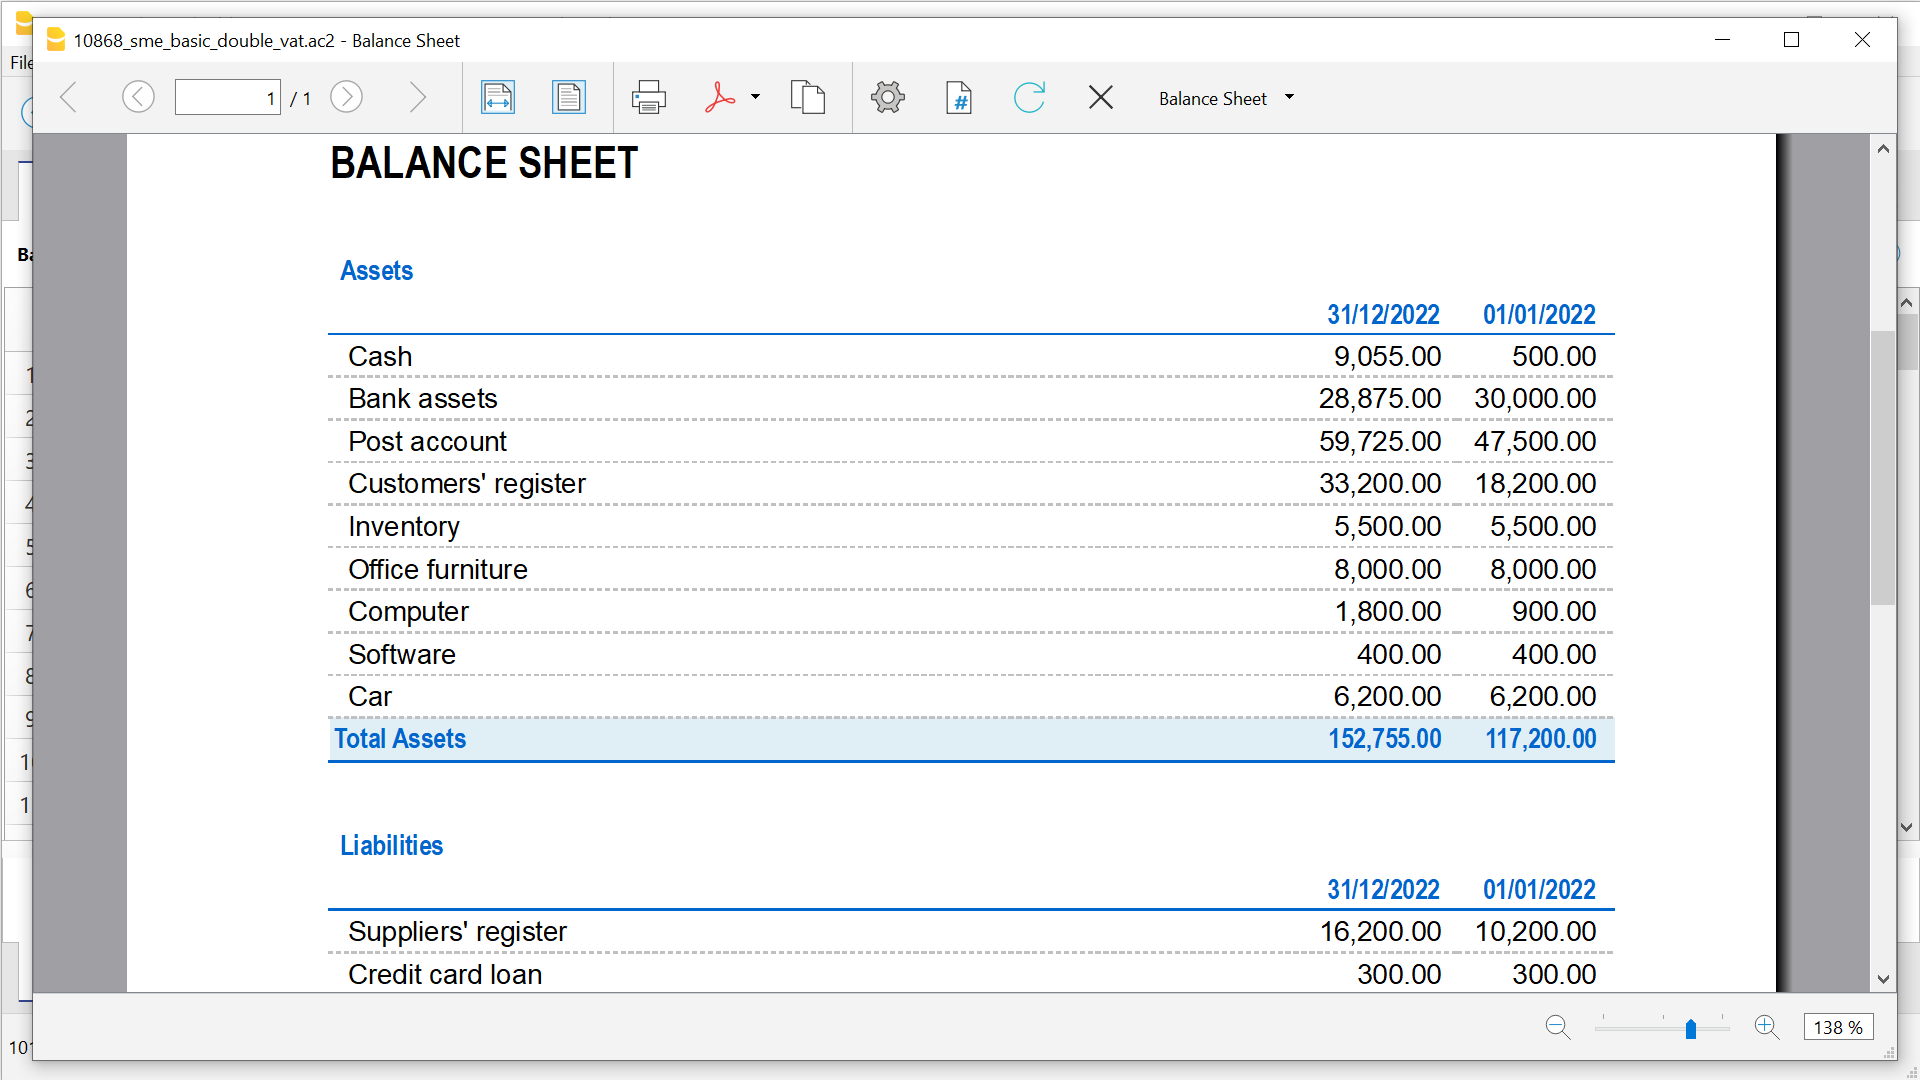 10868_sme_basic_double_vat.ac2 - Balance Sheet
File
1 / 1
# Balance Sheet
BALANCE SHEET
Assets
31/12/2022 01/01/2022
Cash 9,055.00 500.00
Bank assets 28,875.00 30,000.00
Post account 59,725.00 47,500.00
Customers' register 33,200.00 18,200.00
Inventory 5,500.00 5,500.00
Office furniture 8,000.00 8,000.00
Computer 1,800.00 900.00
Software 400.00 400.00
Car 6,200.00 6,200.00
Total Assets 152,755.00 117,200.00
Liabilities
31/12/2022 01/01/2022
Suppliers' register 16,200.00 10,200.00
Credit card loan 300.00 300.00
138 %